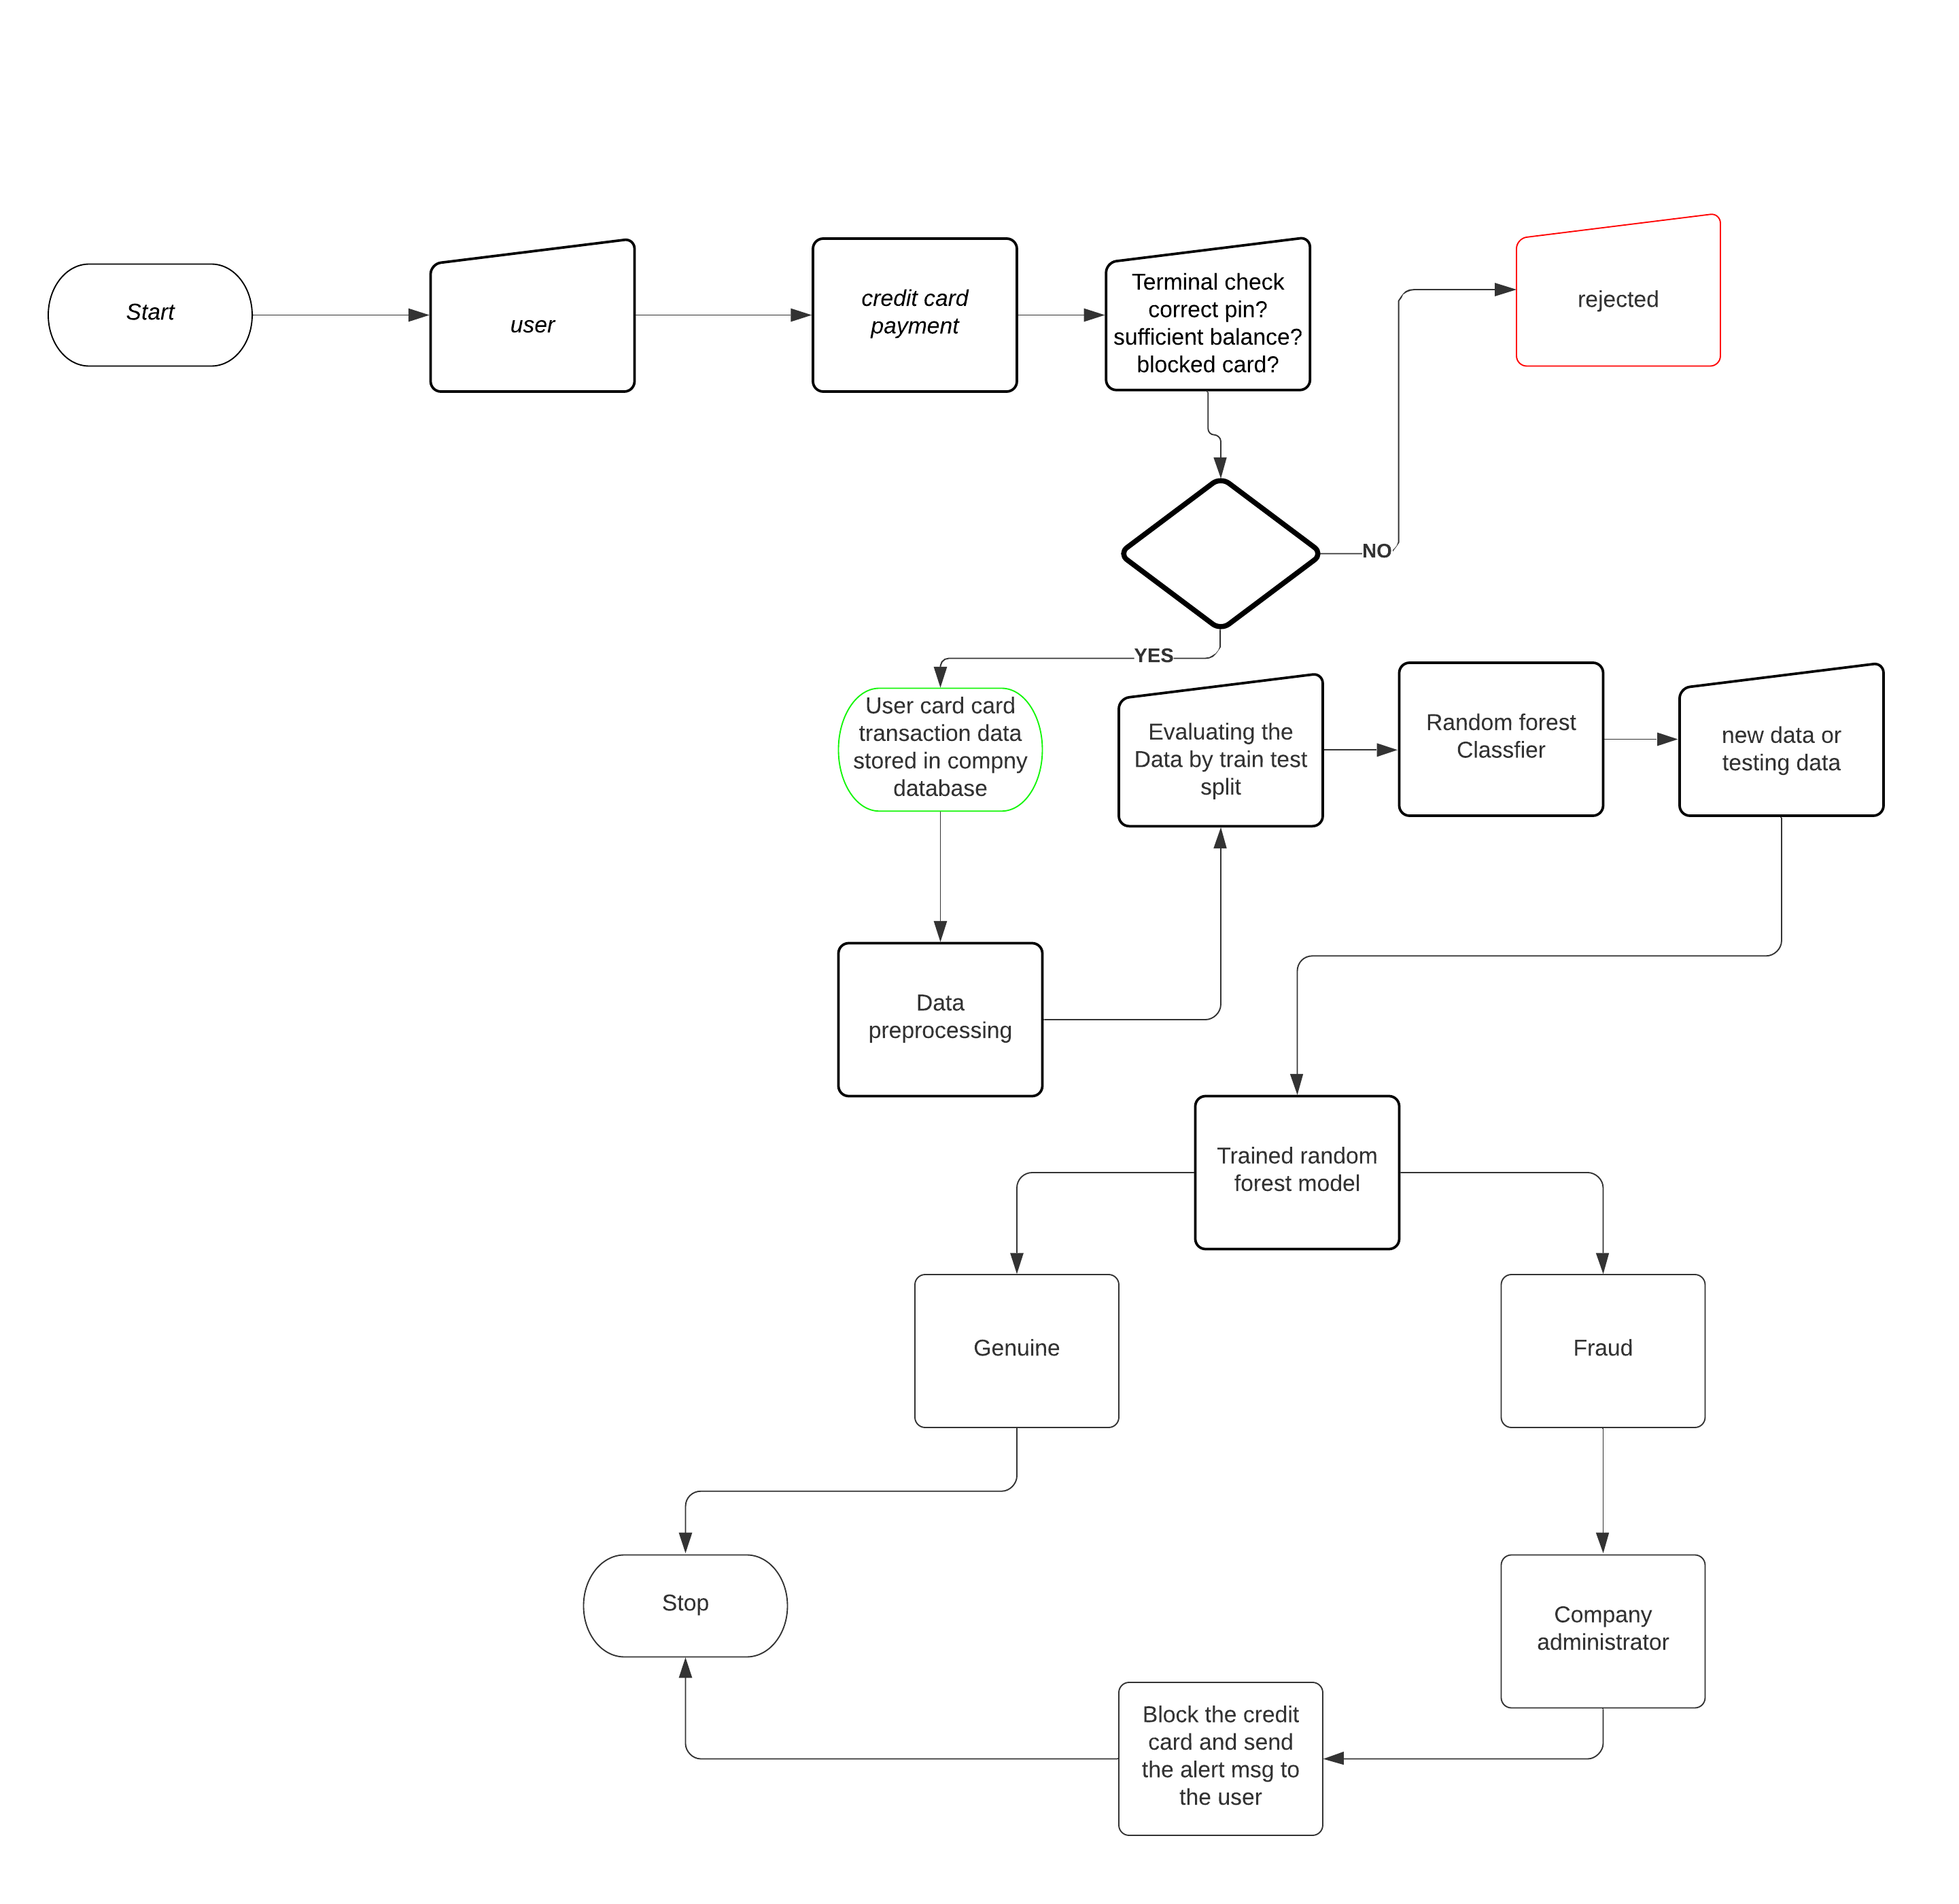 Start
user
credit card
payment
Terminal check
correct pin?
sufficient balance?
blocked card?
rejected
NO
YES
User card card
transaction data
stored in compny
database
Evaluating the
Data by train test
split
Random forest
Classfier
new data or
testing data
Data
preprocessing
Trained random
forest model
Genuine
Fraud
Stop
Company
administrator
Block the credit
card and send
the alert msg to
the user